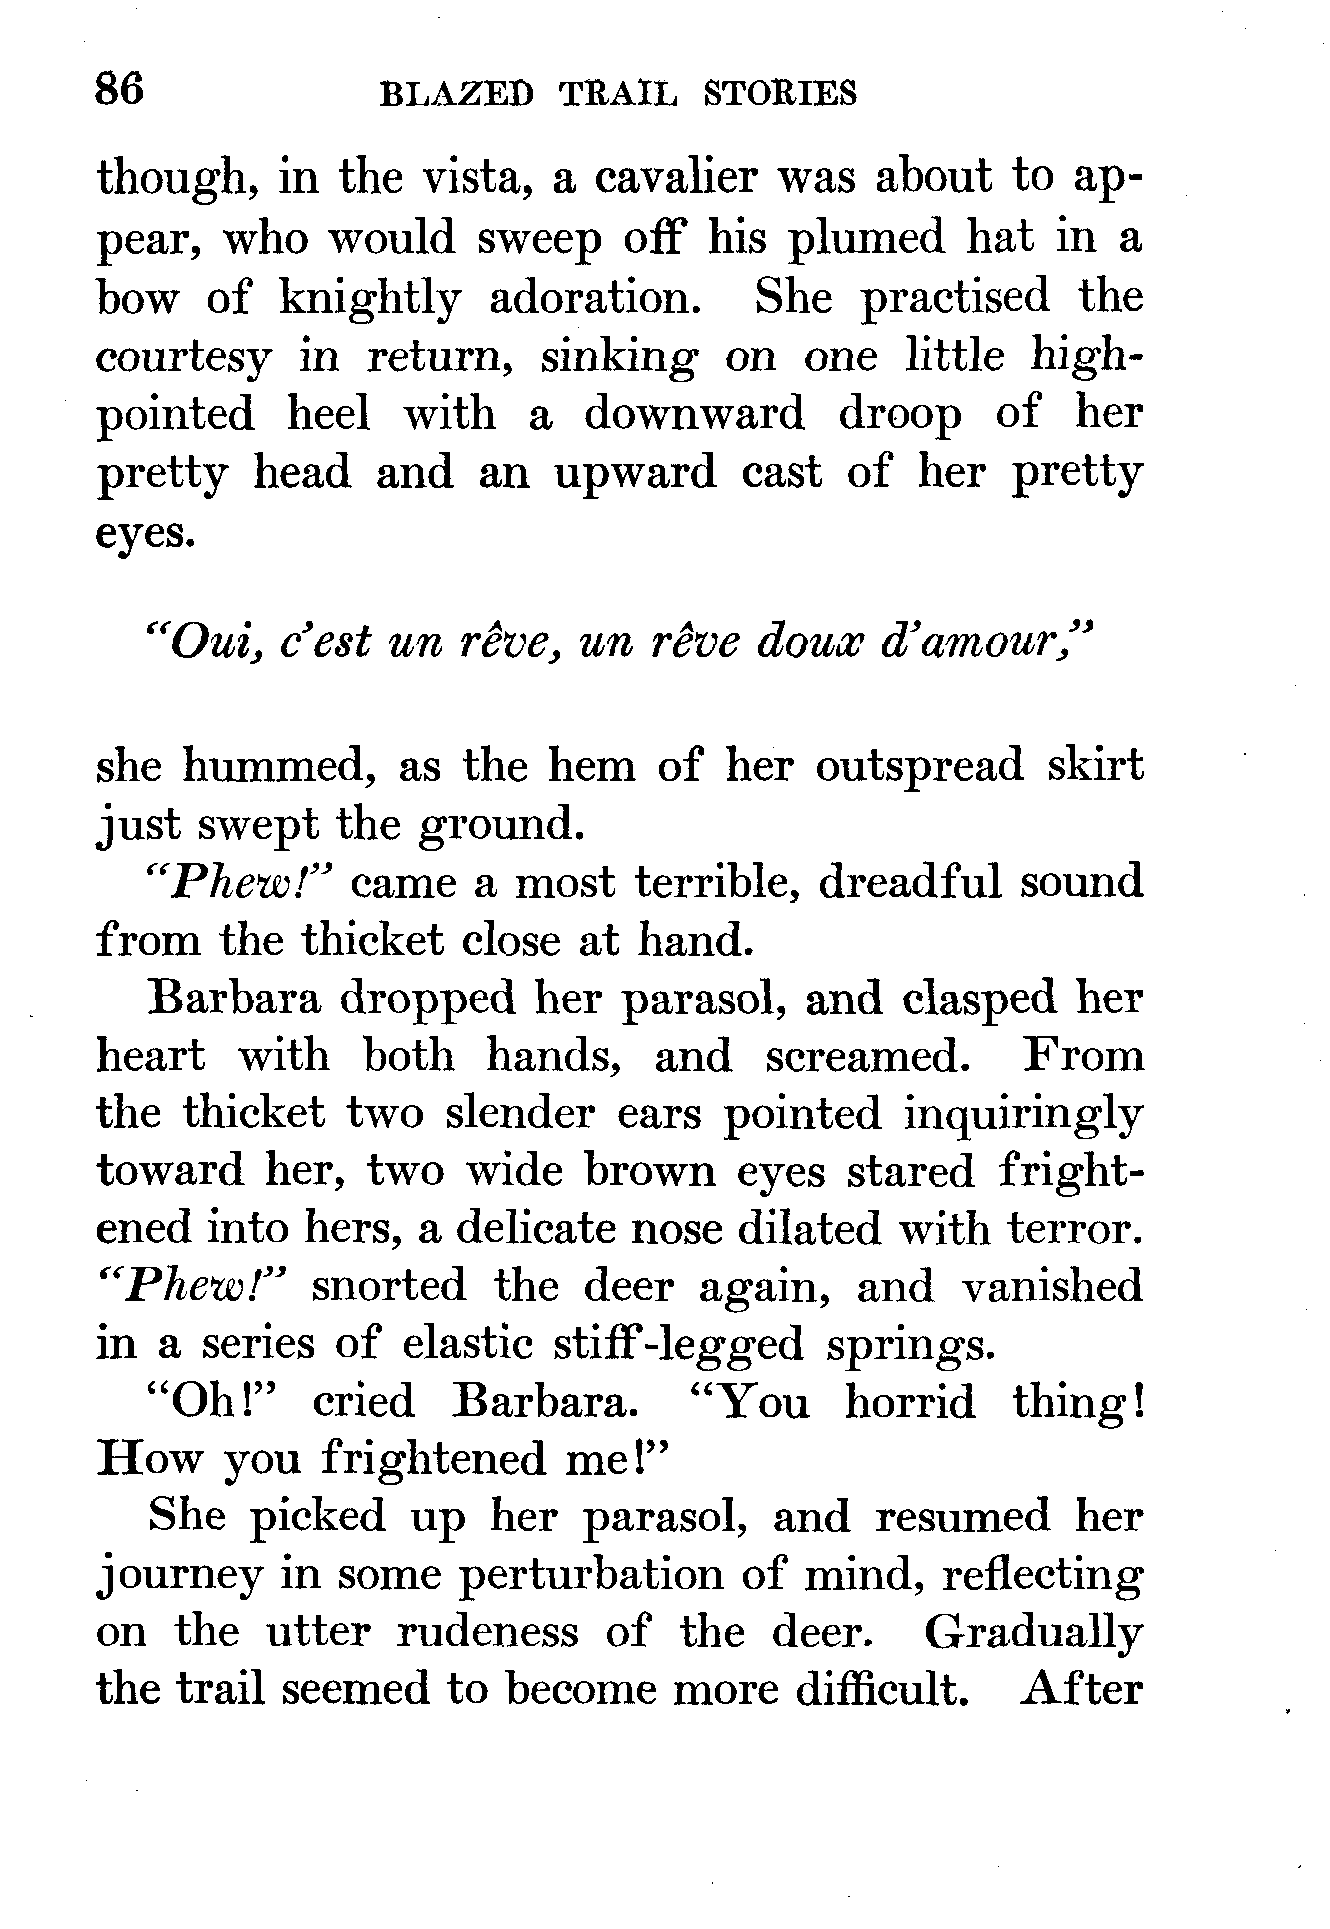 86 BLAZED TRAIL STORIES
though, in the vista, a cavalier was about to ap-
pear, who would sweep off his plumed hat in a
bow of knightly adoration. She practised the
courtesy in return, sinking on one little high-
pointed heel with a downward droop of her
pretty head and an upward cast of her pretty
eyes.
“Oui, c’est un rêve, un rêve doux d’amour,”
she hummed, as the hem of her outspread skirt
just swept the ground.
“Phew!” came a most terrible, dreadful sound
from the thicket close at hand.
Barbara dropped her parasol, and clasped her
heart with both hands, and screamed. From
the thicket two slender ears pointed inquiringly
toward her, two wide brown eyes stared fright-
ened into hers, a delicate nose dilated with terror.
“Phew!” snorted the deer again, and vanished
in a series of elastic stiff-legged springs.
“Oh!” cried Barbara. “You horrid thing!
How you frightened me!”
She picked up her parasol, and resumed her
journey in some perturbation of mind, reflecting
on the utter rudeness of the deer. Gradually
the trail seemed to become more difficult. After